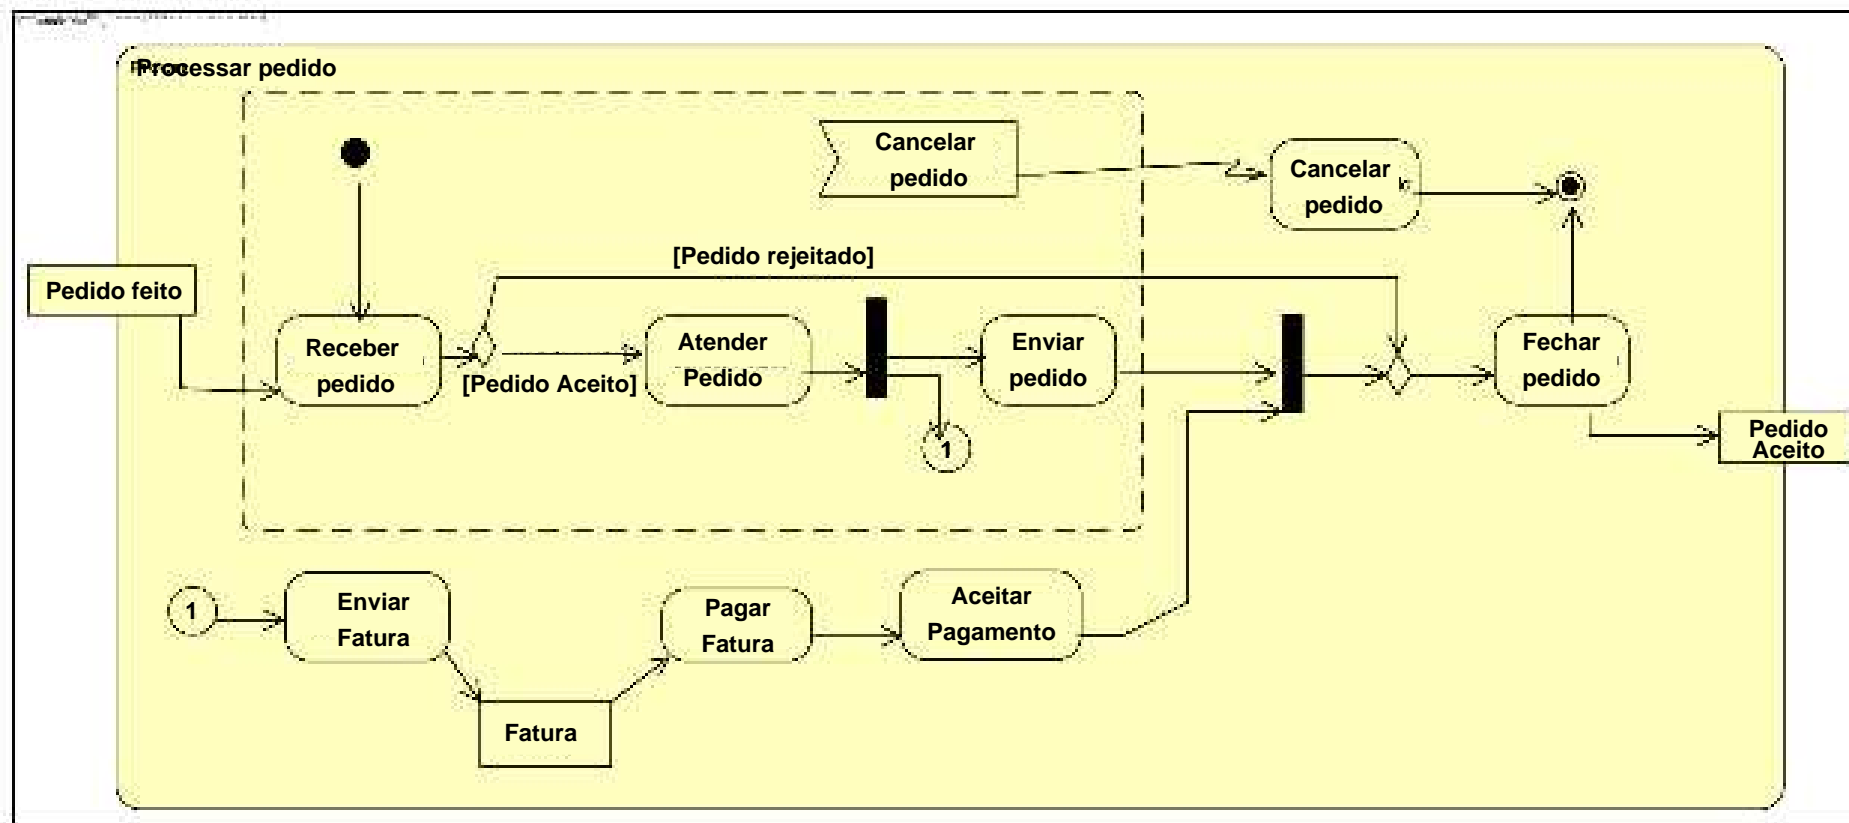 Processar pedido
Cancelar
pedido
Cancelar
pedido
[Pedido rejeitado]
Pedido feito
Receber
pedido
[Pedido Aceito]
Atender
Pedido
Enviar
pedido
Fechar
pedido
1
Pedido
Aceito
1
Enviar
Fatura
Pagar
Fatura
Aceitar
Pagamento
Fatura